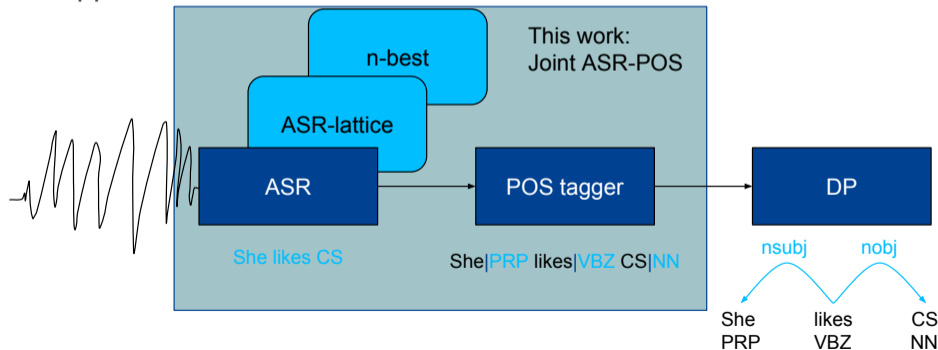 n-best
This work:
Joint ASR-POS
ASR-lattice
ASR
POS tagger
DP
She likes CS
She|PRP likes|VBZ CS|NN
nsubj nobj
She likes CS
PRP VBZ NN